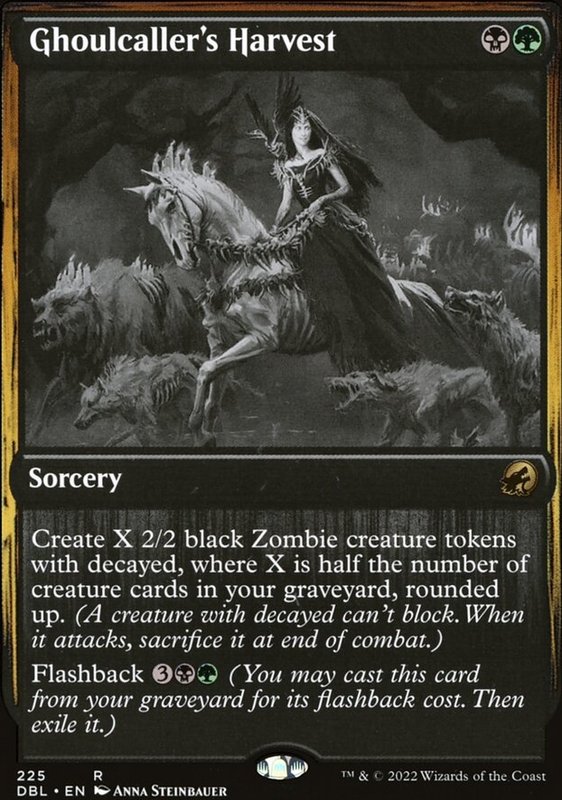 Ghoulcaller's Harvest
Sorcery
Create X 2/2 black Zombie creature tokens
with decayed, where X is half the number of
creature cards in your graveyard, rounded
up. (A creature with decayed can't block. When
it attacks, sacrifice it at end of combat.)
Flashback 3 (You may cast this card
from your graveyard for its flashback cost. Then
exile it.)
225 R
DBL • EN Anna Steinbauer
™ & © 2022 Wizards of the Coast